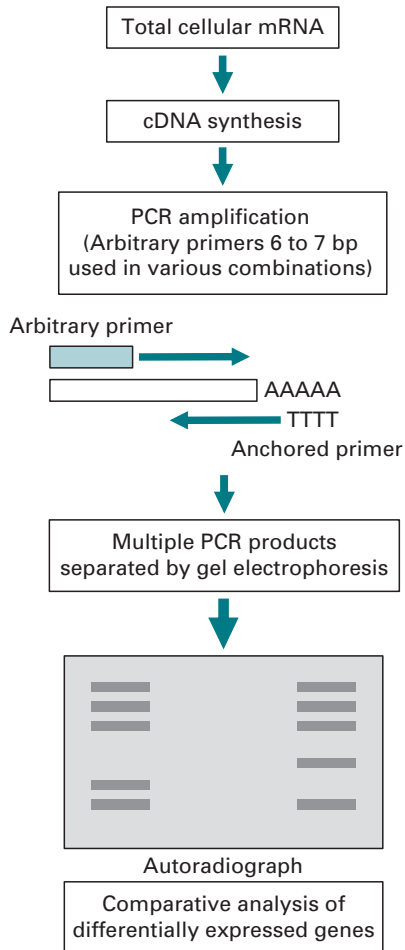 Total cellular mRNA
cDNA synthesis
PCR amplification
(Arbitrary primers 6 to 7 bp
used in various combinations)
Arbitrary primer
AAAAA
TTTT
Anchored primer
Multiple PCR products
separated by gel electrophoresis
Autoradiograph
Comparative analysis of
differentially expressed genes